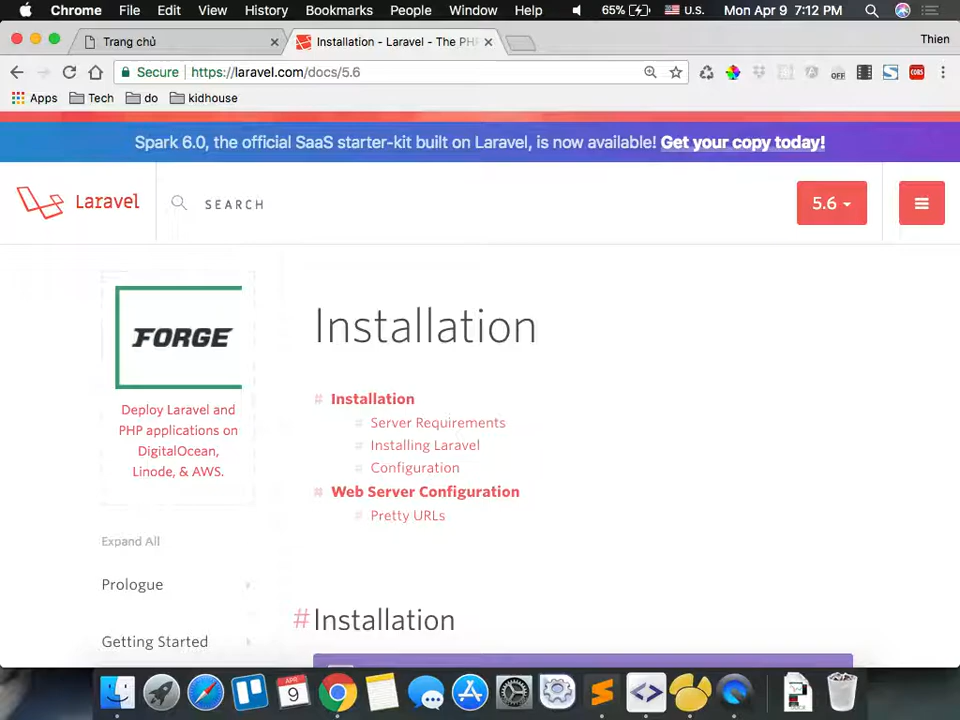 Chrome File Edit View History Bookmarks People Window Help 65% U.S. Mon Apr 9 7:12 PM
Trang chủ
Installation - Laravel - The PH
Thien
Secure https://laravel.com/docs/5.6
OFF
CORS
Apps Tech do kidhouse
Spark 6.0, the official SaaS starter-kit built on Laravel, is now available! Get your copy today!
Laravel
SEARCH
5.6
FORGE
Deploy Laravel and
PHP applications on
DigitalOcean,
Linode, & AWS.
Expand All
Prologue
Getting Started
Installation
# Installation
# Server Requirements
# Installing Laravel
# Configuration
# Web Server Configuration
# Pretty URLs
#Installation
APR
9